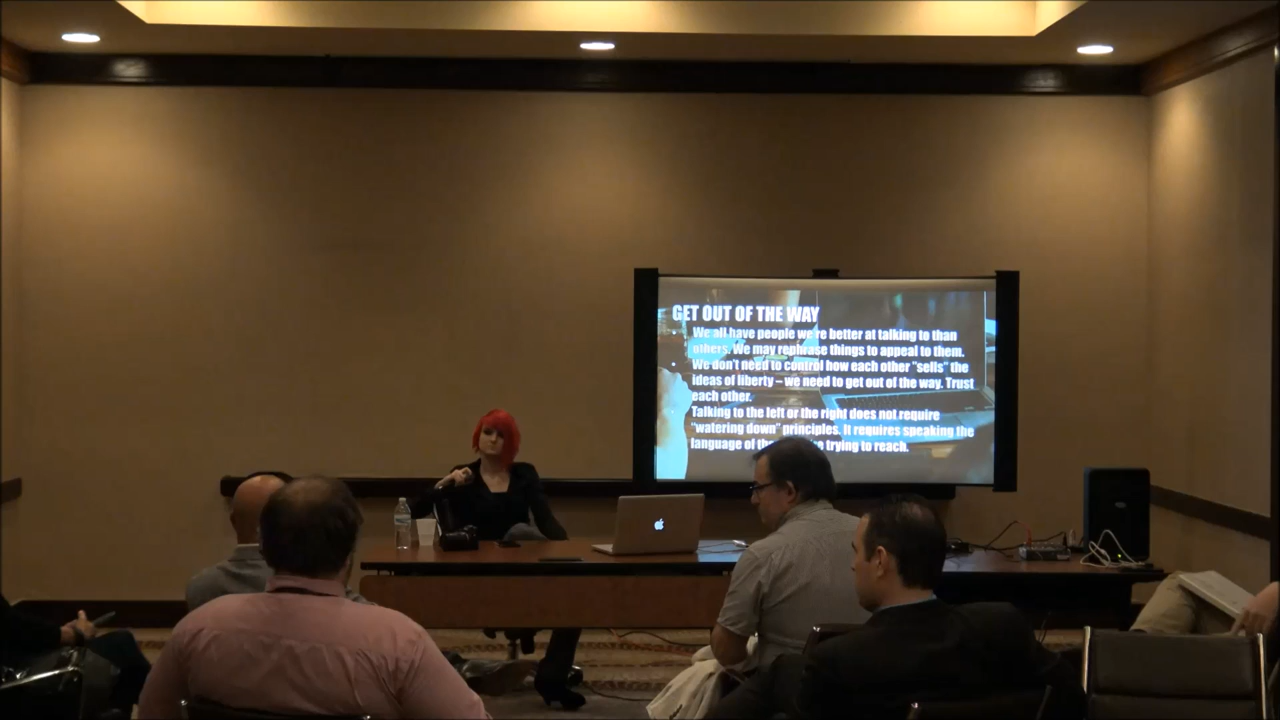 GET OUT OF THE WAY
We all have people we're better at talking to than
others. We may rephrase things to appeal to them.
We don't need to control how each other "sells" the
ideas of liberty – we need to get out of the way. Trust
each other.
Talking to the left or the right does not require
"watering down" principles. It requires speaking the
language of trying to reach.